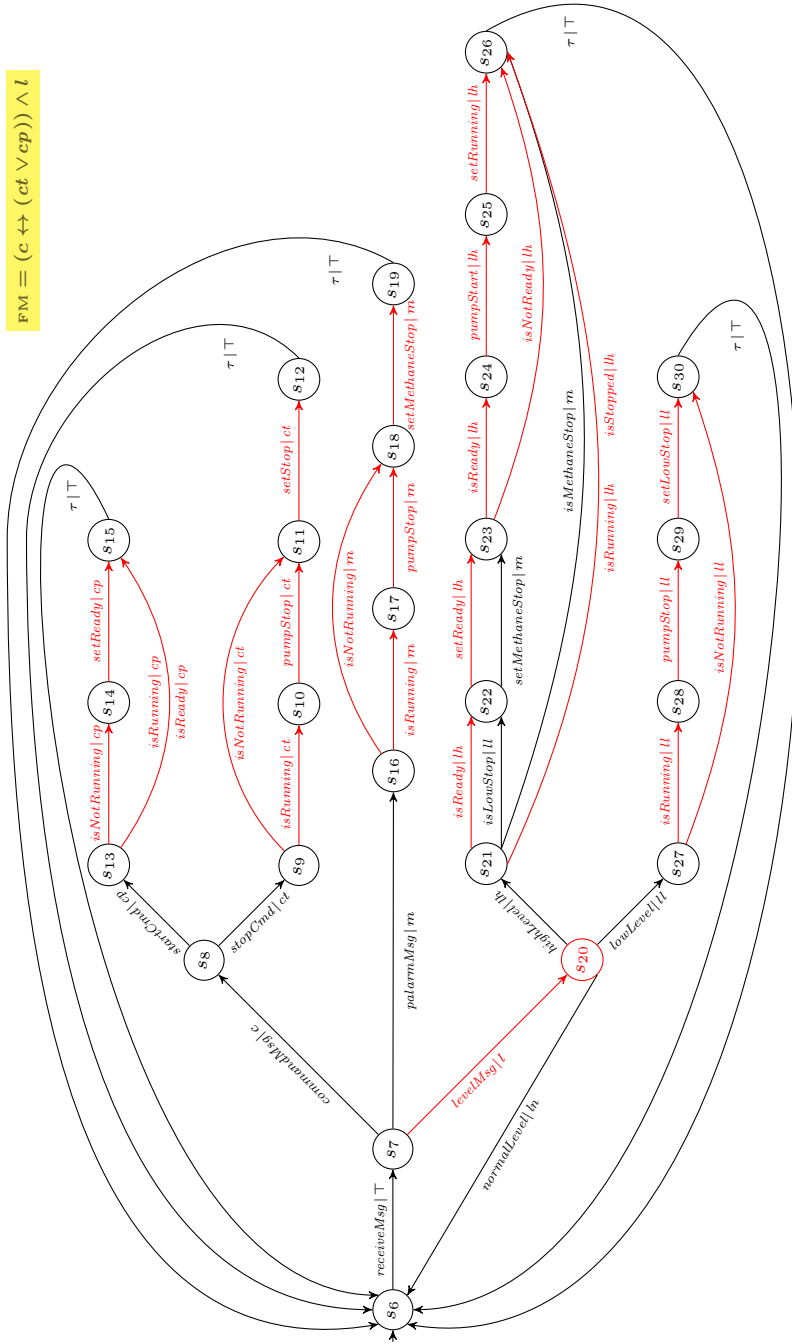 FM = (c ↔ (ct ∨ cp)) ∧ l
s6
receiveMsg|⊤
s7
commandMsg|c
palarmMsg|m
levelMsg|l
s8
startCmd|cp
stopCmd|ct
s13
isNotRunning|cp
s14
setReady|cp
s15
isRunning|cp
isReady|cp
τ|⊤
s9
isRunning|ct
s10
pumpStop|ct
s11
setStop|ct
s12
isNotRunning|ct
τ|⊤
s16
isRunning|m
s17
pumpStop|m
s18
setMethaneStop|m
s19
isNotRunning|m
τ|⊤
s20
normalLevel|ln
highLevel|lh
lowLevel|ll
s21
isReady|lh
isLowStop|ll
s22
setReady|lh
setMethaneStop|m
s23
isReady|lh
s24
pumpStart|lh
s25
setRunning|lh
s26
isNotReady|lh
isMethaneStop|m
isRunning|lh
isStopped|lh
τ|⊤
s27
isRunning|ll
s28
pumpStop|ll
s29
setLowStop|ll
s30
isNotRunning|ll
τ|⊤